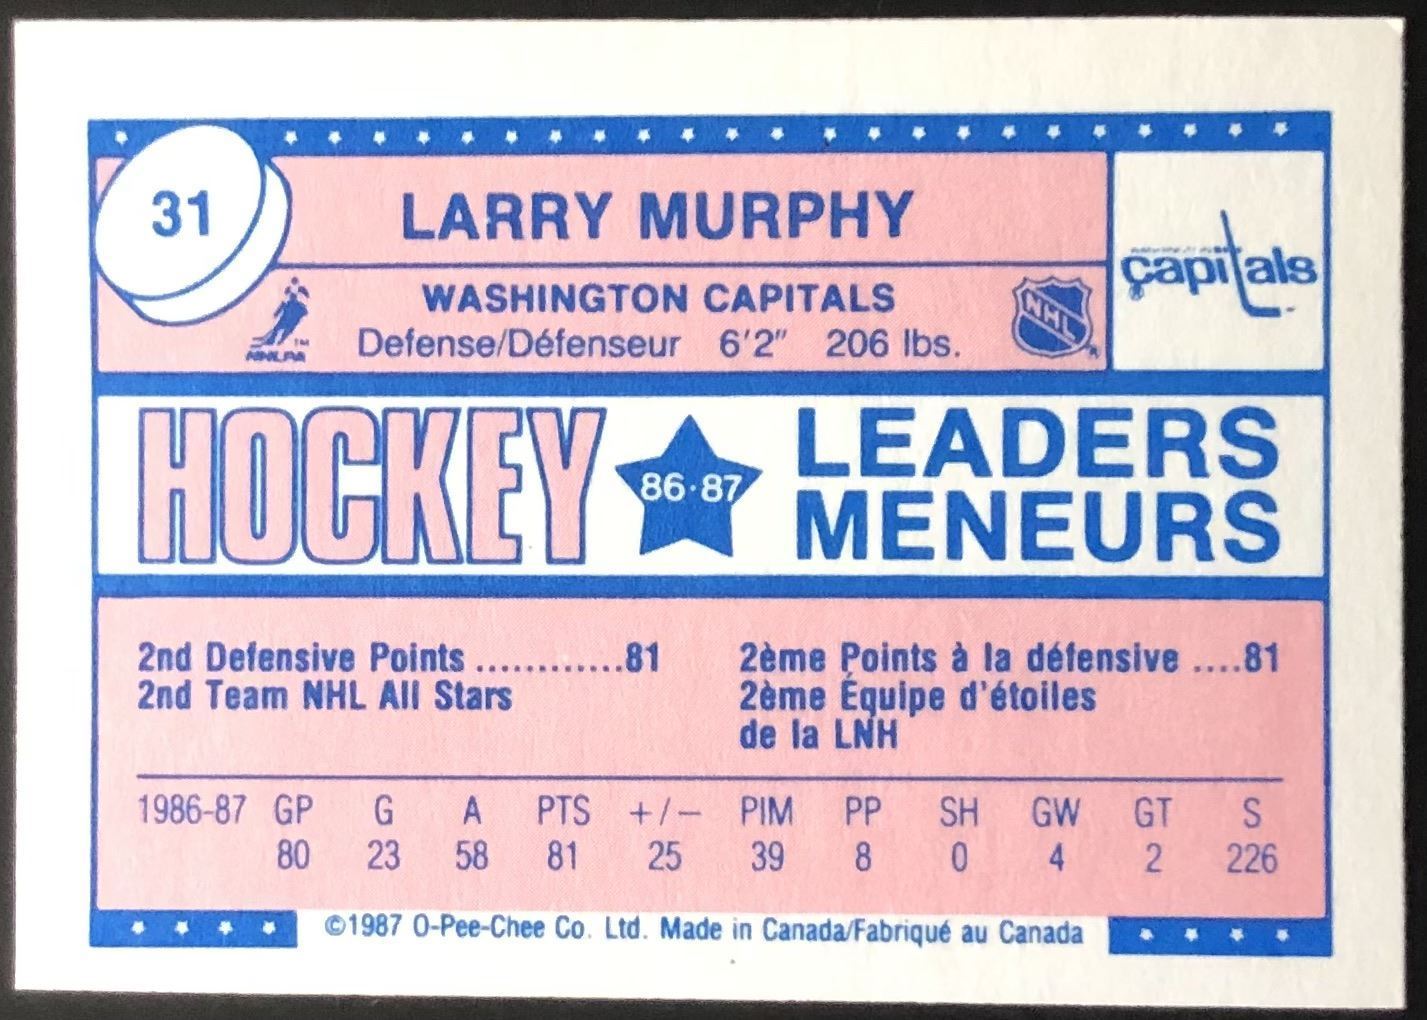 31
LARRY MURPHY
WASHINGTON CAPITALS
Defense/Défenseur 6'2" 206 lbs.
NHLPA ™
NHL ®
capitals ®
HOCKEY 86·87 LEADERS
MENEURS
2nd Defensive Points ............81
2nd Team NHL All Stars
2ème Points à la défensive ....81
2ème Équipe d'étoiles
de la LNH
1986-87 GP G A PTS +/− PIM PP SH GW GT S
80 23 58 81 25 39 8 0 4 2 226
©1987 O-Pee-Chee Co. Ltd. Made in Canada/Fabriqué au Canada